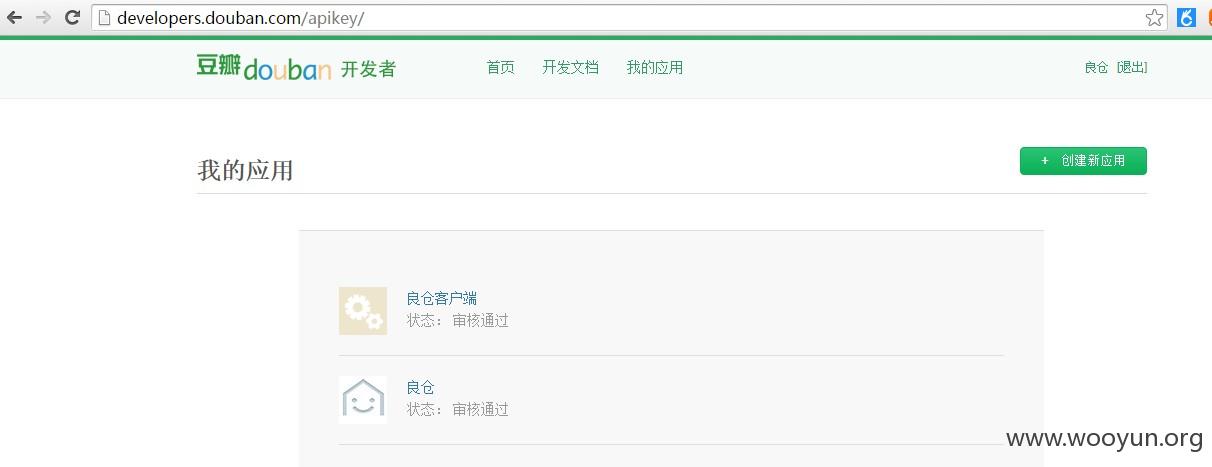 developers.douban.com/apikey/
豆瓣douban 开发者 首页 开发文档 我的应用 良仓 [退出]
我的应用 + 创建新应用
良仓客户端
状态: 审核通过
良仓
状态: 审核通过
www.wooyun.org